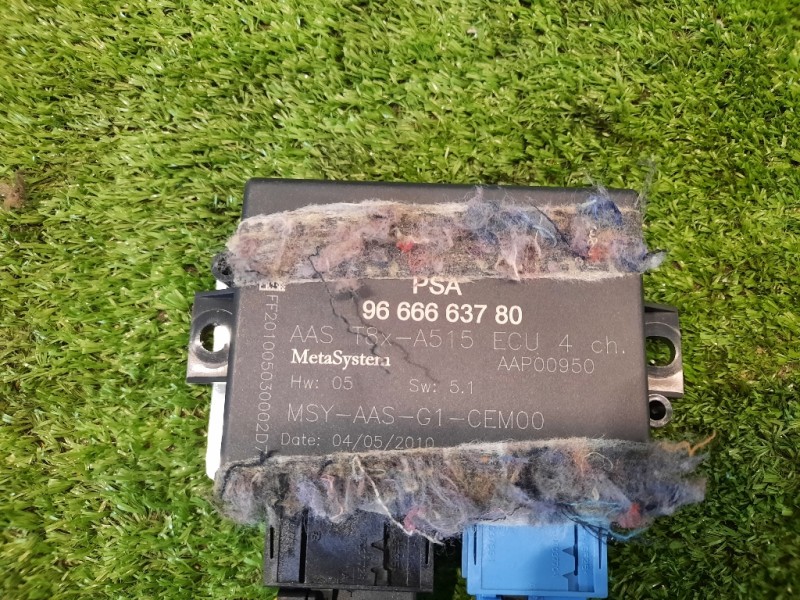 PSA
96 666 637 80
AAS T8x-A515 ECU 4 ch.
MetaSystem AAP00950
Hw: 05 Sw: 5.1
MSY-AAS-G1-CEM00
Date: 04/05/2010